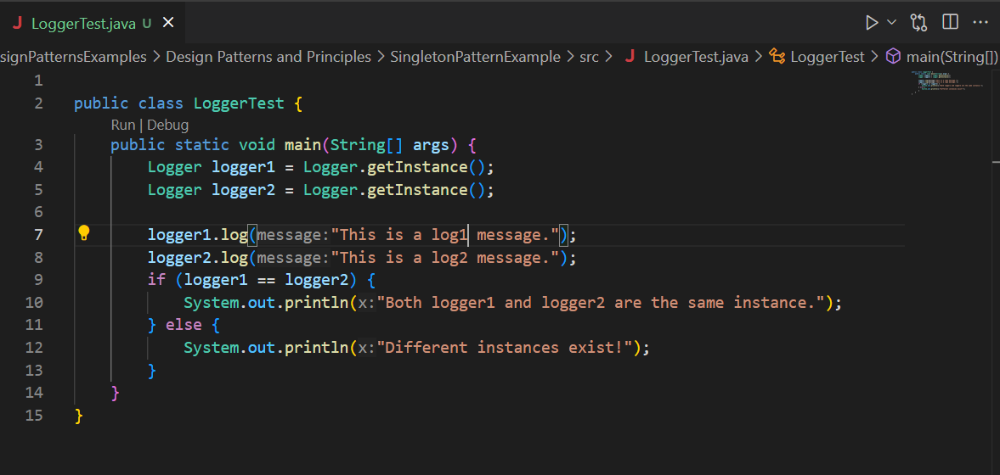 J LoggerTest.java U ×
signPatternsExamples > Design Patterns and Principles > SingletonPatternExample > src > J LoggerTest.java > LoggerTest > main(String[])
1
2 public class LoggerTest {
Run | Debug
3 public static void main(String[] args) {
4 Logger logger1 = Logger.getInstance();
5 Logger logger2 = Logger.getInstance();
6
7 logger1.log(message:"This is a log1 message.");
8 logger2.log(message:"This is a log2 message.");
9 if (logger1 == logger2) {
10 System.out.println(x:"Both logger1 and logger2 are the same instance.");
11 } else {
12 System.out.println(x:"Different instances exist!");
13 }
14 }
15 }